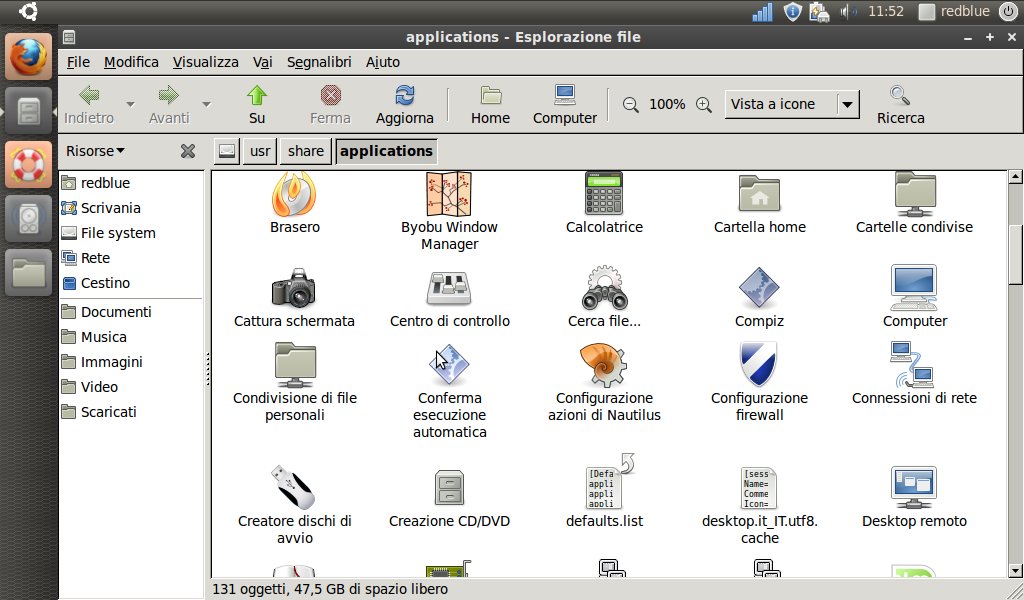 11:52 redblue
applications - Esplorazione file
File Modifica Visualizza Vai Segnalibri Aiuto
Indietro Avanti Su Ferma Aggiorna Home Computer 100% Vista a icone Ricerca
Risorse usr share applications
redblue
Scrivania
File system
Rete
Cestino
Documenti
Musica
Immagini
Video
Scaricati
Brasero
Byobu Window
Manager
Calcolatrice
Cartella home
Cartelle condivise
Cattura schermata
Centro di controllo
Cerca file...
Compiz
Computer
Condivisione di file
personali
Conferma
esecuzione
automatica
Configurazione
azioni di Nautilus
Configurazione
firewall
Connessioni di rete
Creatore dischi di
avvio
Creazione CD/DVD
[Defa
appli
appli
appli
defaults.list
[sess
Name=
Comme
Icon=
desktop.it_IT.utf8.
cache
Desktop remoto
131 oggetti, 47,5 GB di spazio libero